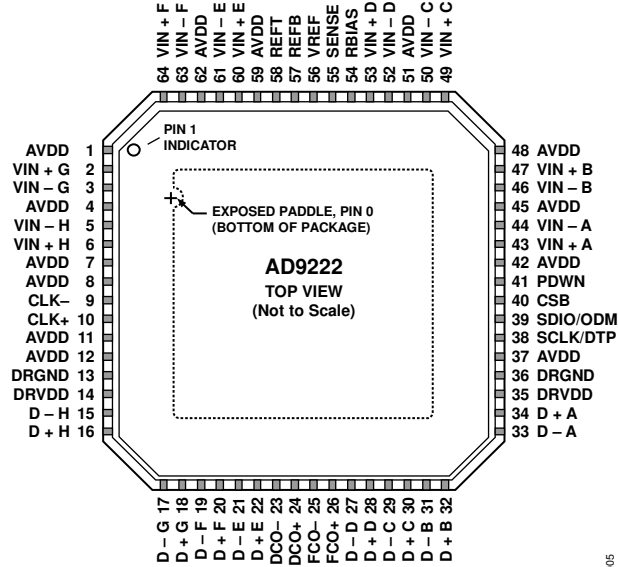 64 VIN + F
63 VIN – F
62 AVDD
61 VIN – E
60 VIN + E
59 AVDD
58 REFT
57 REFB
56 VREF
55 SENSE
54 RBIAS
53 VIN + D
52 VIN – D
51 AVDD
50 VIN – C
49 VIN + C
PIN 1
INDICATOR
AVDD 1
VIN + G 2
VIN – G 3
AVDD 4
VIN – H 5
VIN + H 6
AVDD 7
AVDD 8
CLK– 9
CLK+ 10
AVDD 11
AVDD 12
DRGND 13
DRVDD 14
D – H 15
D + H 16
EXPOSED PADDLE, PIN 0
(BOTTOM OF PACKAGE)
AD9222
TOP VIEW
(Not to Scale)
48 AVDD
47 VIN + B
46 VIN – B
45 AVDD
44 VIN – A
43 VIN + A
42 AVDD
41 PDWN
40 CSB
39 SDIO/ODM
38 SCLK/DTP
37 AVDD
36 DRGND
35 DRVDD
34 D + A
33 D – A
D – G 17
D + G 18
D – F 19
D + F 20
D – E 21
D + E 22
DCO– 23
DCO+ 24
FCO– 25
FCO+ 26
D – D 27
D + D 28
D – C 29
D + C 30
D – B 31
D + B 32
05